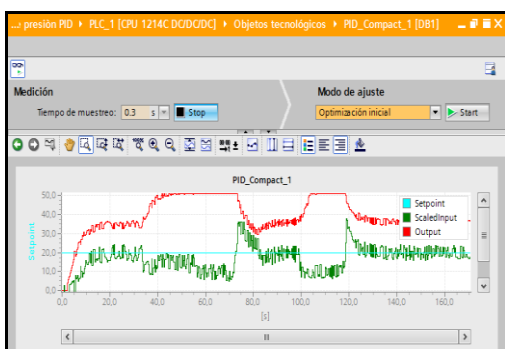 ...› presión PID ▸ PLC_1 [CPU 1214C DC/DC/DC] ▸ Objetos tecnológicos ▸ PID_Compact_1 [DB1]
Medición
Modo de ajuste
Tiempo de muestreo: 0.3 s Stop
Optimización inicial Start
PID_Compact_1
Setpoint
50,0
40,0
30,0
20,0
10,0
0,0
Setpoint
ScaledInput
Output
0,0 20,0 40,0 60,0 80,0 100,0 120,0 140,0 160,0
[s]